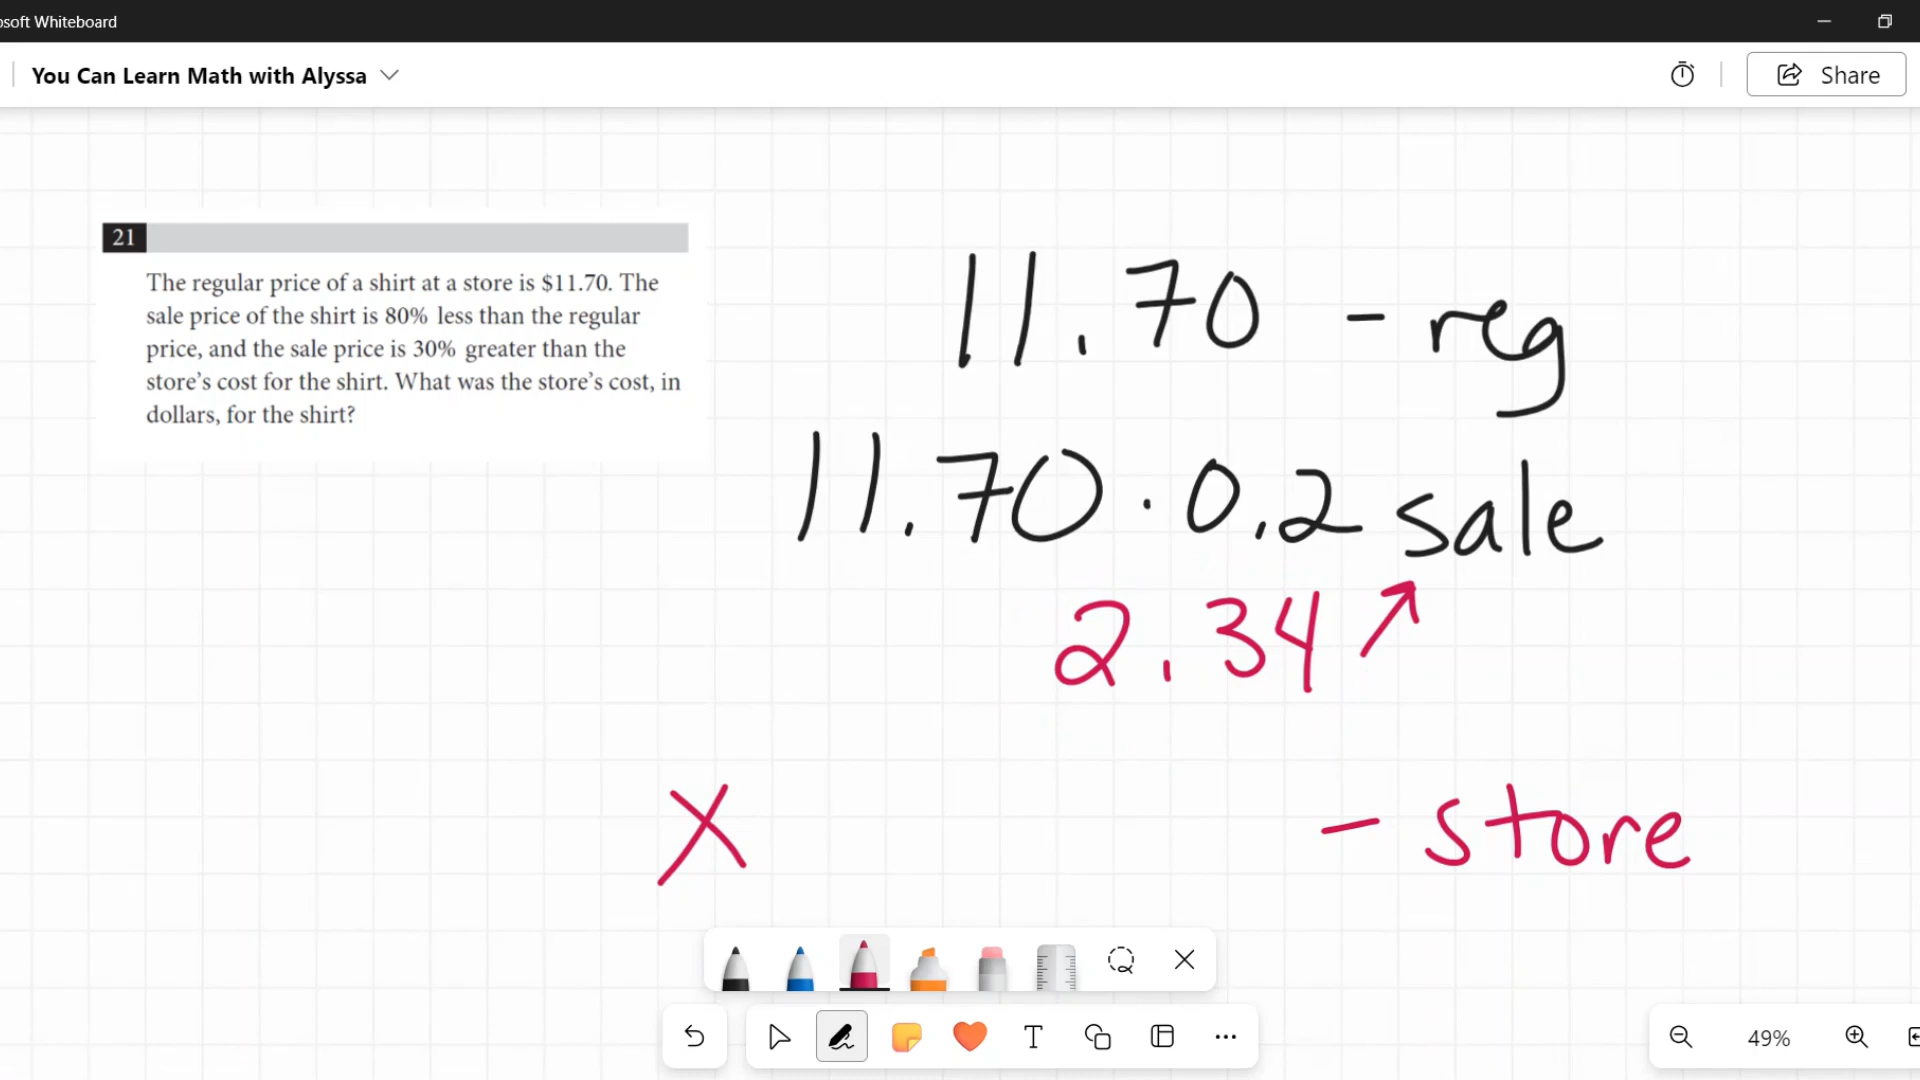 osoft Whiteboard
You Can Learn Math with Alyssa
Share
21
The regular price of a shirt at a store is $11.70. The
sale price of the shirt is 80% less than the regular
price, and the sale price is 30% greater than the
store's cost for the shirt. What was the store's cost, in
dollars, for the shirt?
11.70 - reg
11.70 · 0.2 sale
2.34
x - store
T
49%